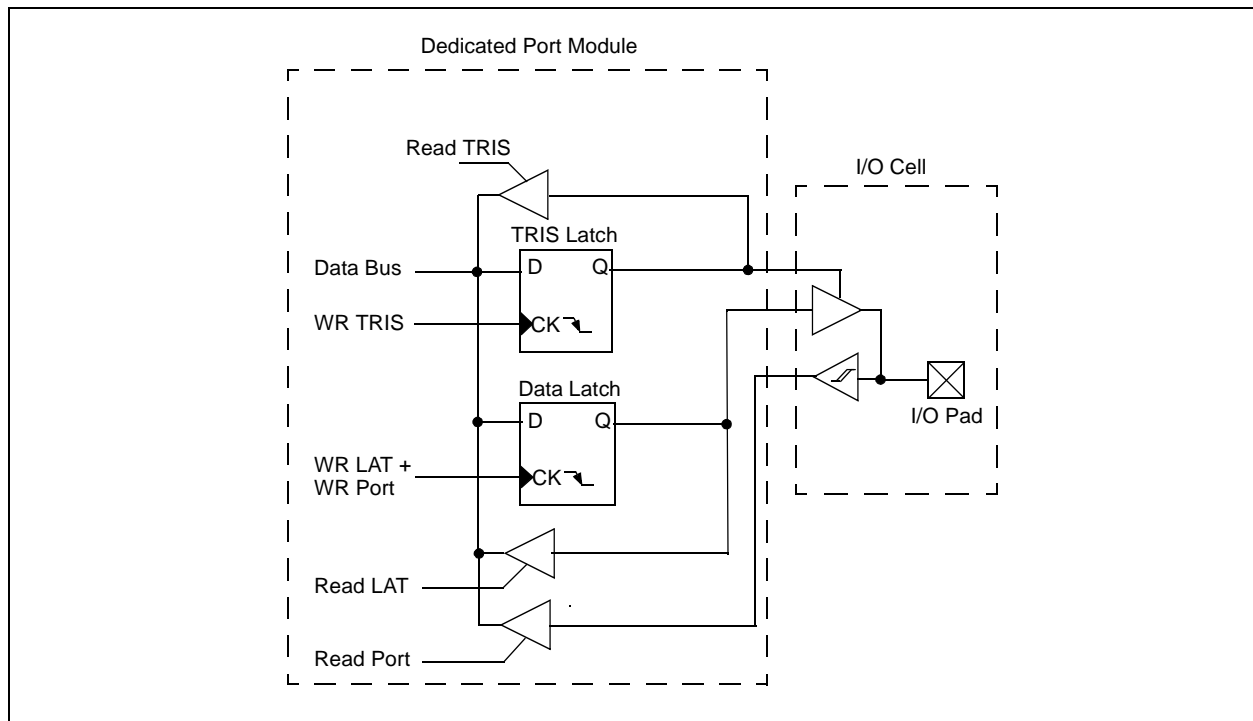 Dedicated Port Module
Read TRIS
I/O Cell
TRIS Latch
Data Bus
D
Q
WR TRIS
CK
Data Latch
D
Q
I/O Pad
WR LAT +
WR Port
CK
Read LAT
Read Port